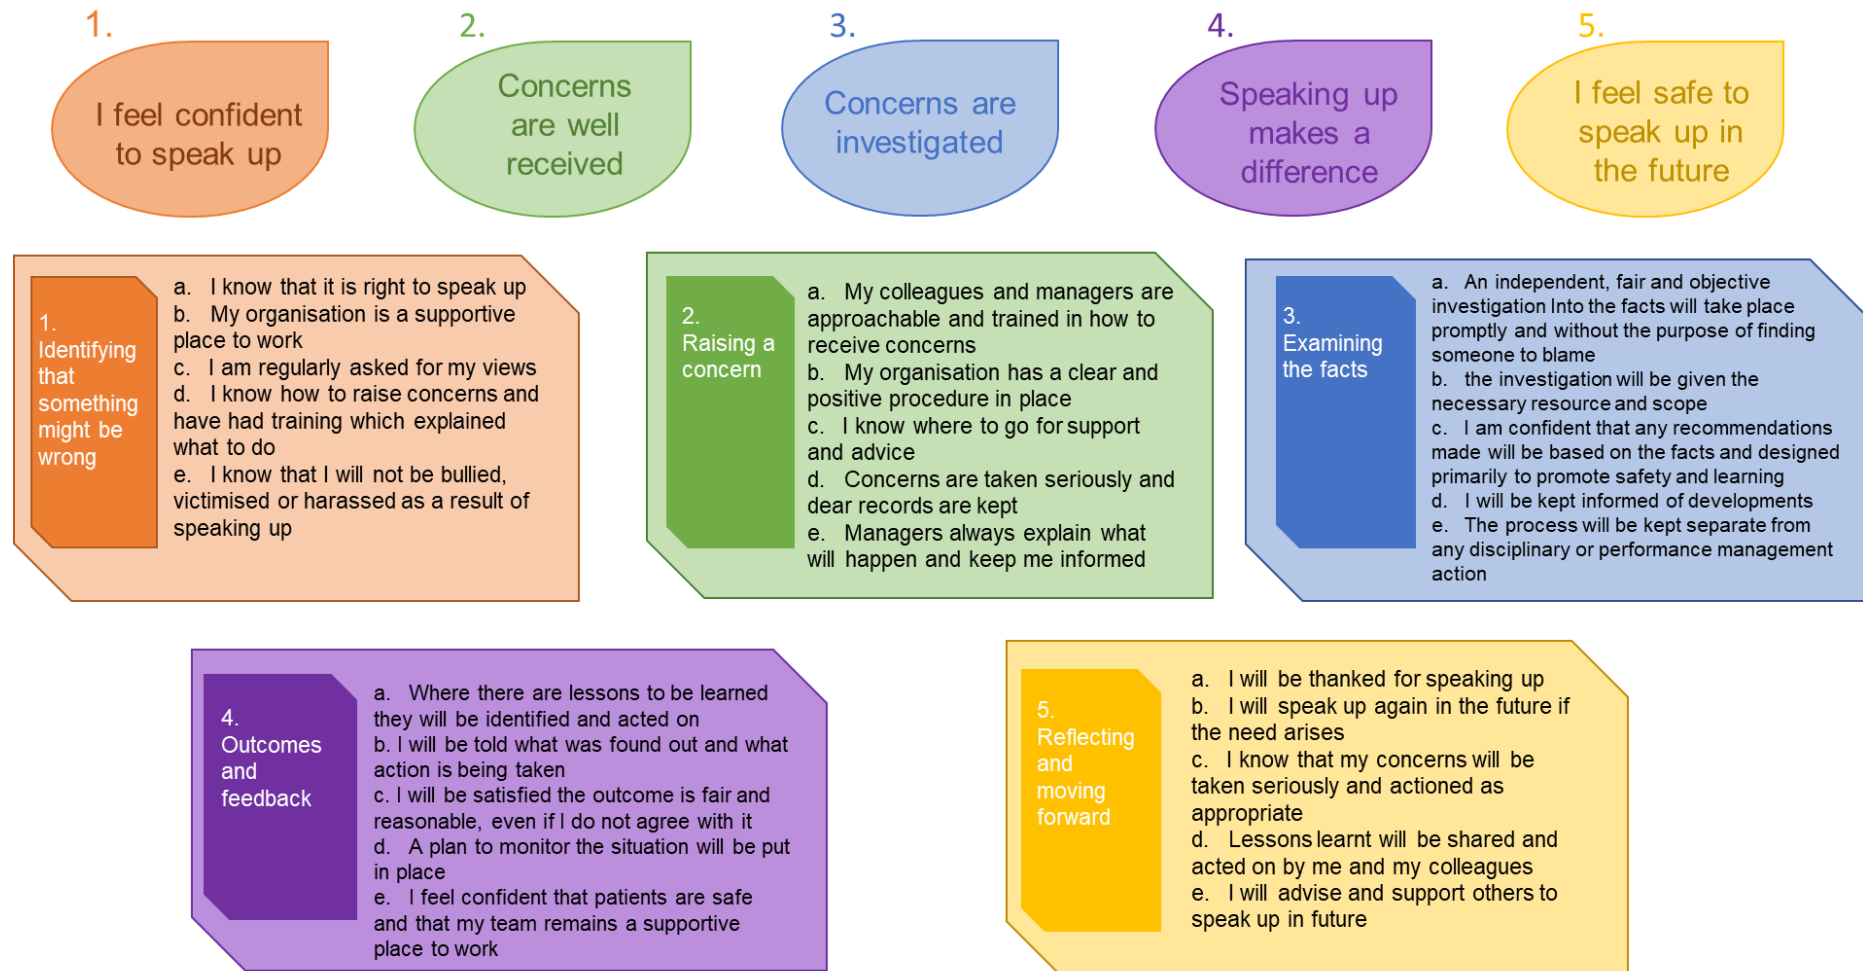 1.
I feel confident
to speak up
2.
Concerns
are well
received
3.
Concerns are
investigated
4.
Speaking up
makes a
difference
5.
I feel safe to
speak up in
the future
1.
Identifying
that
something
might be
wrong
a. I know that it is right to speak up
b. My organisation is a supportive
place to work
c. I am regularly asked for my views
d. I know how to raise concerns and
have had training which explained
what to do
e. I know that I will not be bullied,
victimised or harassed as a result of
speaking up
2.
Raising a
concern
a. My colleagues and managers are
approachable and trained in how to
receive concerns
b. My organisation has a clear and
positive procedure in place
c. I know where to go for support
and advice
d. Concerns are taken seriously and
dear records are kept
e. Managers always explain what
will happen and keep me informed
3.
Examining
the facts
a. An independent, fair and objective
investigation Into the facts will take place
promptly and without the purpose of finding
someone to blame
b. the investigation will be given the
necessary resource and scope
c. I am confident that any recommendations
made will be based on the facts and designed
primarily to promote safety and learning
d. I will be kept informed of developments
e. The process will be kept separate from
any disciplinary or performance management
action
4.
Outcomes
and
feedback
a. Where there are lessons to be learned
they will be identified and acted on
b. I will be told what was found out and what
action is being taken
c. I will be satisfied the outcome is fair and
reasonable, even if I do not agree with it
d. A plan to monitor the situation will be put
in place
e. I feel confident that patients are safe
and that my team remains a supportive
place to work
5.
Reflecting
and
moving
forward
a. I will be thanked for speaking up
b. I will speak up again in the future if
the need arises
c. I know that my concerns will be
taken seriously and actioned as
appropriate
d. Lessons learnt will be shared and
acted on by me and my colleagues
e. I will advise and support others to
speak up in future